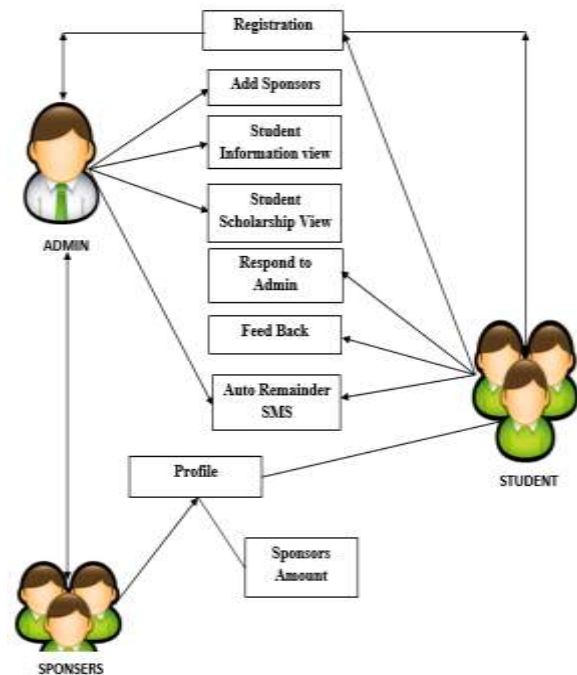 Registration
Add Sponsors
Student
Information view
Student
Scholarship View
ADMIN
Respond to
Admin
Feed Back
Auto Remainder
SMS
STUDENT
Profile
Sponsors
Amount
SPONSERS